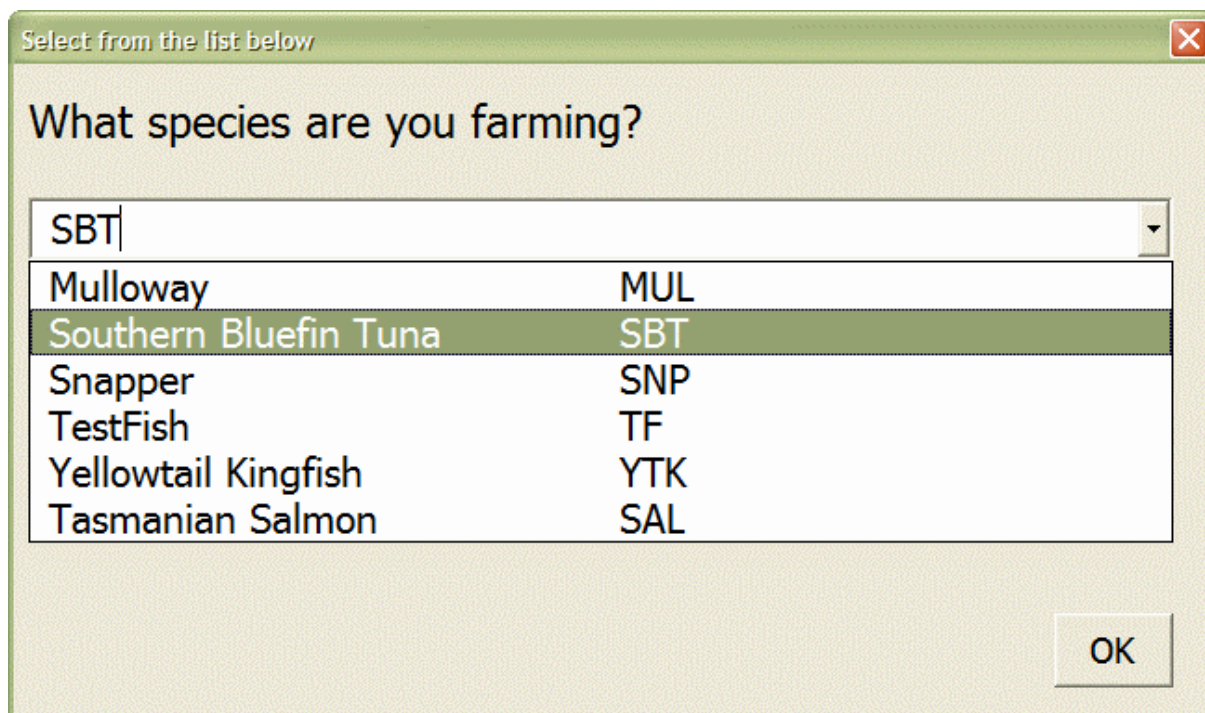 Select from the list below
What species are you farming?
SBT
Mulloway MUL
Southern Bluefin Tuna SBT
Snapper SNP
TestFish TF
Yellowtail Kingfish YTK
Tasmanian Salmon SAL
OK